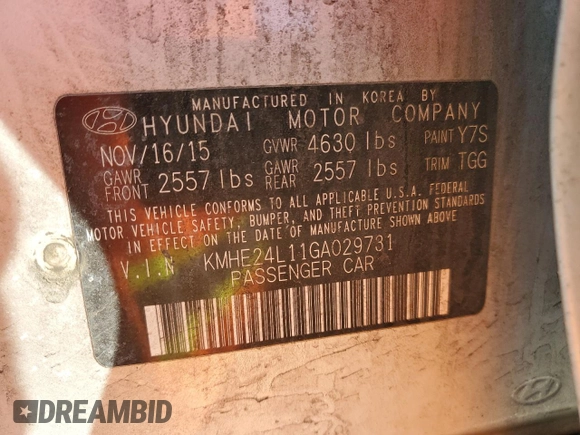 MANUFACTURED IN KOREA BY
HYUNDAI MOTOR COMPANY
NOV/16/15 GVWR 4630 lbs PAINT Y7S
GAWR FRONT 2557 lbs GAWR REAR 2557 lbs TRIM TGG
THIS VEHICLE CONFORMS TO ALL APPLICABLE U.S.A. FEDERAL
MOTOR VEHICLE SAFETY, BUMPER, AND THEFT PREVENTION STANDARDS
IN EFFECT ON THE DATE OF MANUFACTURE SHOWN ABOVE
V.I.N KMHE24L11GA029731
PASSENGER CAR
DREAMBID